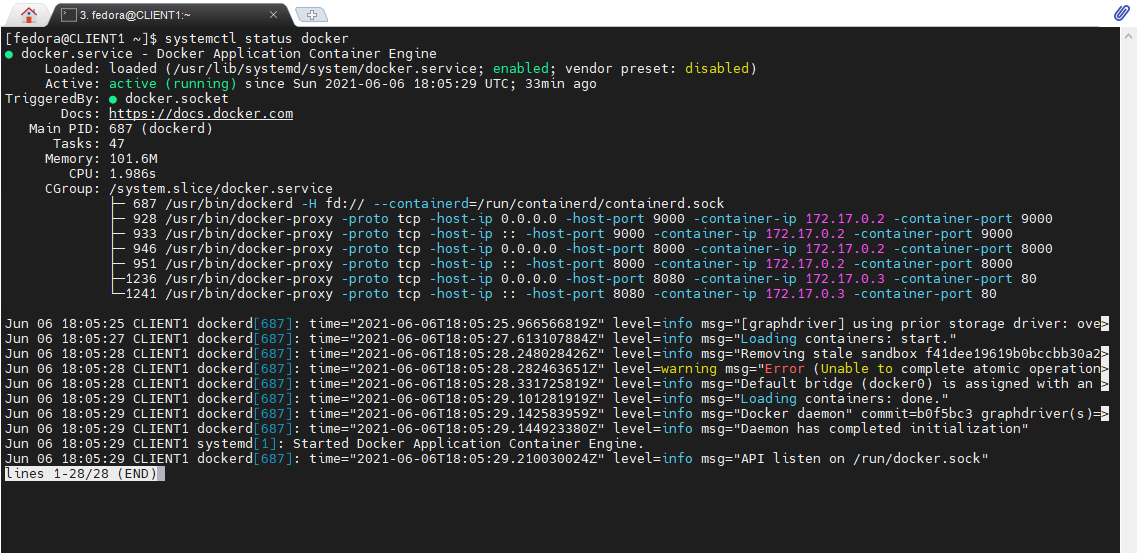 3. fedora@CLIENT1:~
[fedora@CLIENT1 ~]$ systemctl status docker
● docker.service - Docker Application Container Engine
     Loaded: loaded (/usr/lib/systemd/system/docker.service; enabled; vendor preset: disabled)
     Active: active (running) since Sun 2021-06-06 18:05:29 UTC; 33min ago
TriggeredBy: ● docker.socket
       Docs: https://docs.docker.com
   Main PID: 687 (dockerd)
      Tasks: 47
     Memory: 101.6M
        CPU: 1.986s
     CGroup: /system.slice/docker.service
             ├─ 687 /usr/bin/dockerd -H fd:// --containerd=/run/containerd/containerd.sock
             ├─ 928 /usr/bin/docker-proxy -proto tcp -host-ip 0.0.0.0 -host-port 9000 -container-ip 172.17.0.2 -container-port 9000
             ├─ 933 /usr/bin/docker-proxy -proto tcp -host-ip :: -host-port 9000 -container-ip 172.17.0.2 -container-port 9000
             ├─ 946 /usr/bin/docker-proxy -proto tcp -host-ip 0.0.0.0 -host-port 8000 -container-ip 172.17.0.2 -container-port 8000
             ├─ 951 /usr/bin/docker-proxy -proto tcp -host-ip :: -host-port 8000 -container-ip 172.17.0.2 -container-port 8000
             ├─1236 /usr/bin/docker-proxy -proto tcp -host-ip 0.0.0.0 -host-port 8080 -container-ip 172.17.0.3 -container-port 80
             └─1241 /usr/bin/docker-proxy -proto tcp -host-ip :: -host-port 8080 -container-ip 172.17.0.3 -container-port 80
Jun 06 18:05:25 CLIENT1 dockerd[687]: time="2021-06-06T18:05:25.966566819Z" level=info msg="[graphdriver] using prior storage driver: ove>
Jun 06 18:05:27 CLIENT1 dockerd[687]: time="2021-06-06T18:05:27.613107884Z" level=info msg="Loading containers: start."
Jun 06 18:05:28 CLIENT1 dockerd[687]: time="2021-06-06T18:05:28.248028426Z" level=info msg="Removing stale sandbox f41dee19619b0bccbb30a2>
Jun 06 18:05:28 CLIENT1 dockerd[687]: time="2021-06-06T18:05:28.282463651Z" level=warning msg="Error (Unable to complete atomic operation>
Jun 06 18:05:28 CLIENT1 dockerd[687]: time="2021-06-06T18:05:28.331725819Z" level=info msg="Default bridge (docker0) is assigned with an >
Jun 06 18:05:29 CLIENT1 dockerd[687]: time="2021-06-06T18:05:29.101281919Z" level=info msg="Loading containers: done."
Jun 06 18:05:29 CLIENT1 dockerd[687]: time="2021-06-06T18:05:29.142583959Z" level=info msg="Docker daemon" commit=b0f5bc3 graphdriver(s)=>
Jun 06 18:05:29 CLIENT1 dockerd[687]: time="2021-06-06T18:05:29.144923380Z" level=info msg="Daemon has completed initialization"
Jun 06 18:05:29 CLIENT1 systemd[1]: Started Docker Application Container Engine.
Jun 06 18:05:29 CLIENT1 dockerd[687]: time="2021-06-06T18:05:29.210030024Z" level=info msg="API listen on /run/docker.sock"
lines 1-28/28 (END)